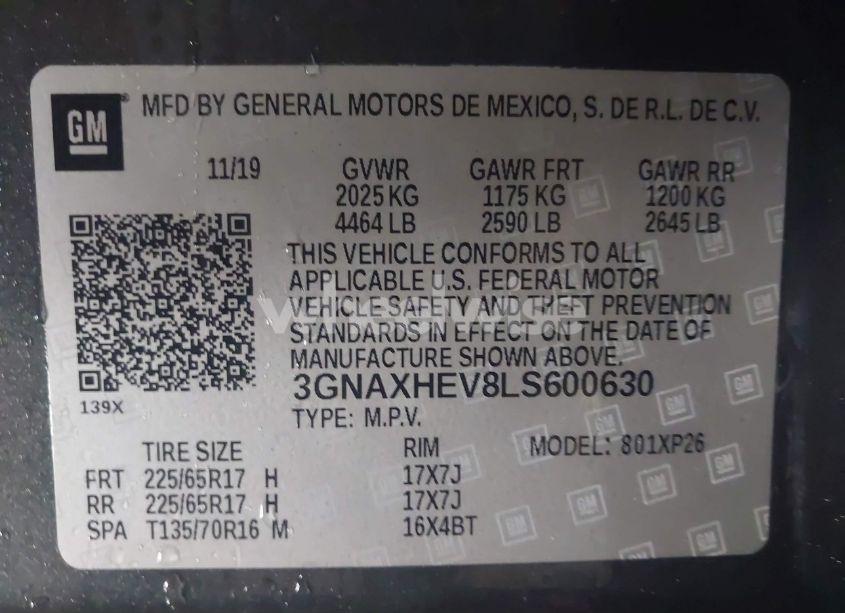 GM
MFD BY GENERAL MOTORS DE MEXICO, S. DE R.L. DE C.V.
11/19 GVWR GAWR FRT GAWR RR
2025 KG 1175 KG 1200 KG
4464 LB 2590 LB 2645 LB
THIS VEHICLE CONFORMS TO ALL
APPLICABLE U.S. FEDERAL MOTOR
VEHICLE SAFETY AND THEFT PREVENTION
STANDARDS IN EFFECT ON THE DATE OF
MANUFACTURE SHOWN ABOVE.
3GNAXHEV8LS600630
139X
TYPE: M.P.V.
TIRE SIZE RIM MODEL: 801XP26
FRT 225/65R17 H 17X7J
RR 225/65R17 H 17X7J
SPA T135/70R16 M 16X4BT